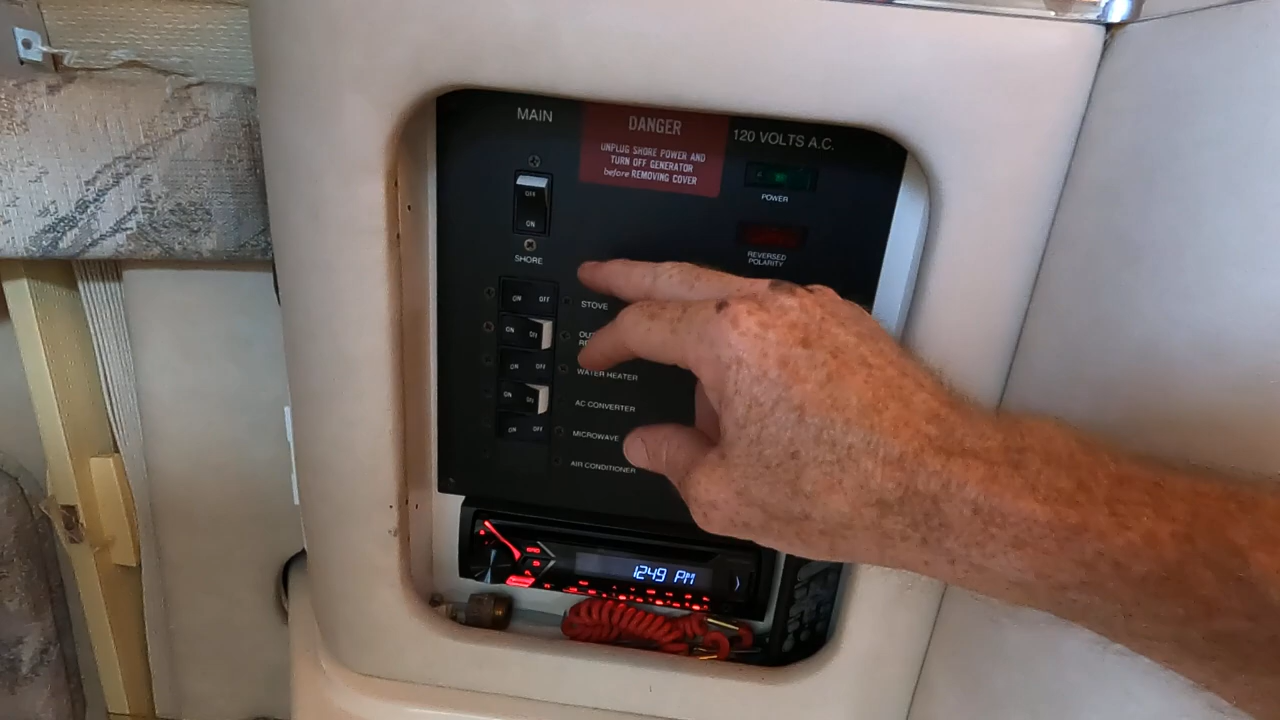 MAIN
DANGER
UNPLUG SHORE POWER AND
TURN OFF GENERATOR
before REMOVING COVER
120 VOLTS A.C.
POWER
OFF
ON
SHORE
REVERSED
POLARITY
ON OFF
STOVE
ON OFF
ON OFF
WATER HEATER
ON
AC CONVERTER
ON OFF
MICROWAVE
AIR CONDITIONER
12:49 PM